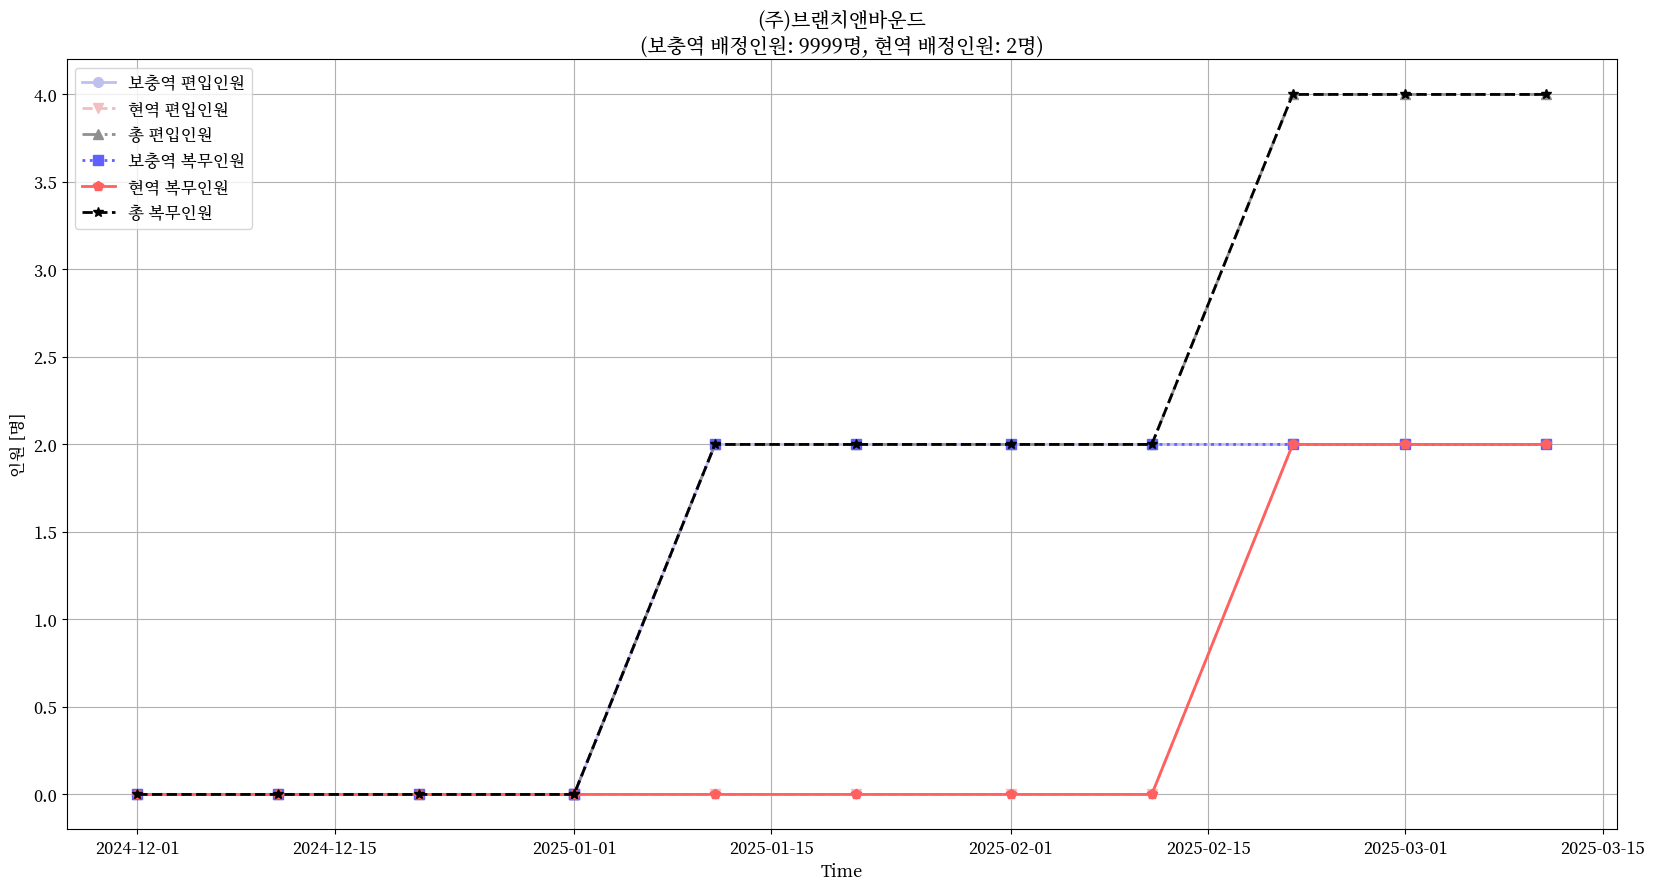 (주)브랜치앤바운드
(보충역 배정인원: 9999명, 현역 배정인원: 2명)
보충역 편입인원
현역 편입인원
총 편입인원
보충역 복무인원
현역 복무인원
총 복무인원
4.0
3.5
3.0
2.5
2.0
1.5
1.0
0.5
0.0
인원 [명]
2024-12-01
2024-12-15
2025-01-01
2025-01-15
2025-02-01
2025-02-15
2025-03-01
2025-03-15
Time